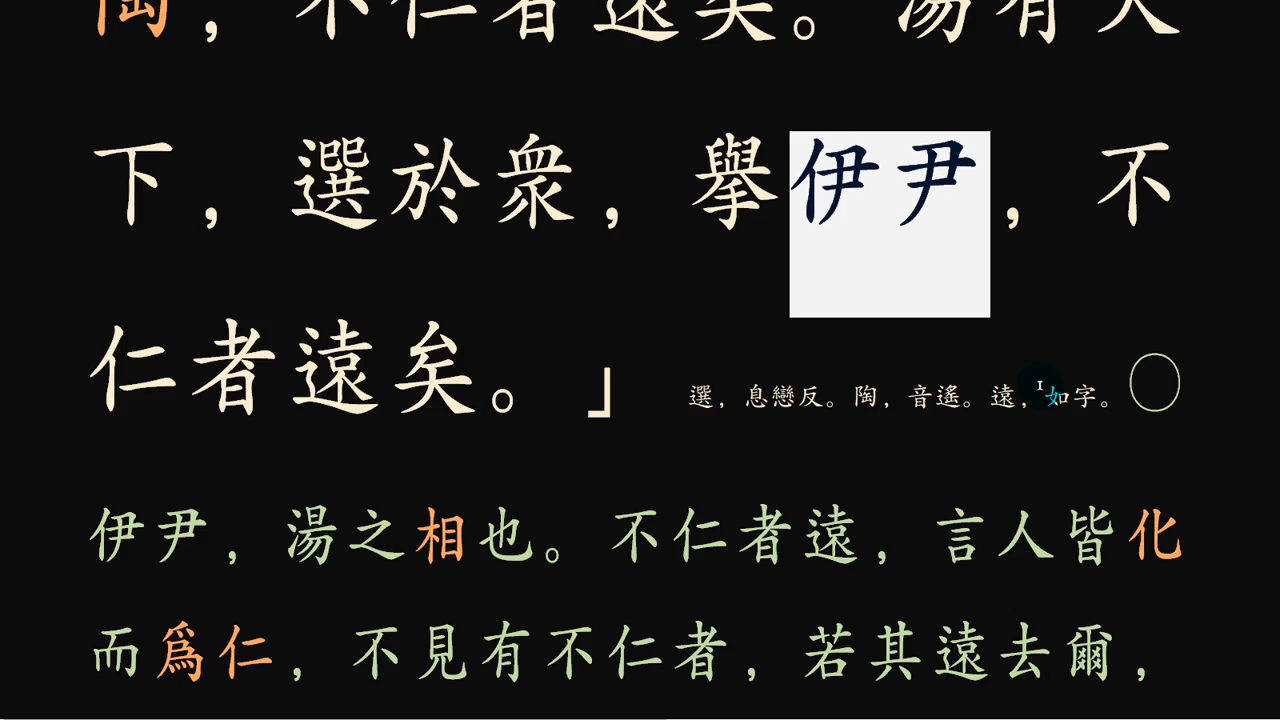 陶，不仁者遠矣。湯有天
下，選於衆，舉伊尹，不
仁者遠矣。」 選，息戀反。陶，音遙。遠，如字。○
伊尹，湯之相也。不仁者遠，言人皆化
而爲仁，不見有不仁者，若其遠去爾，